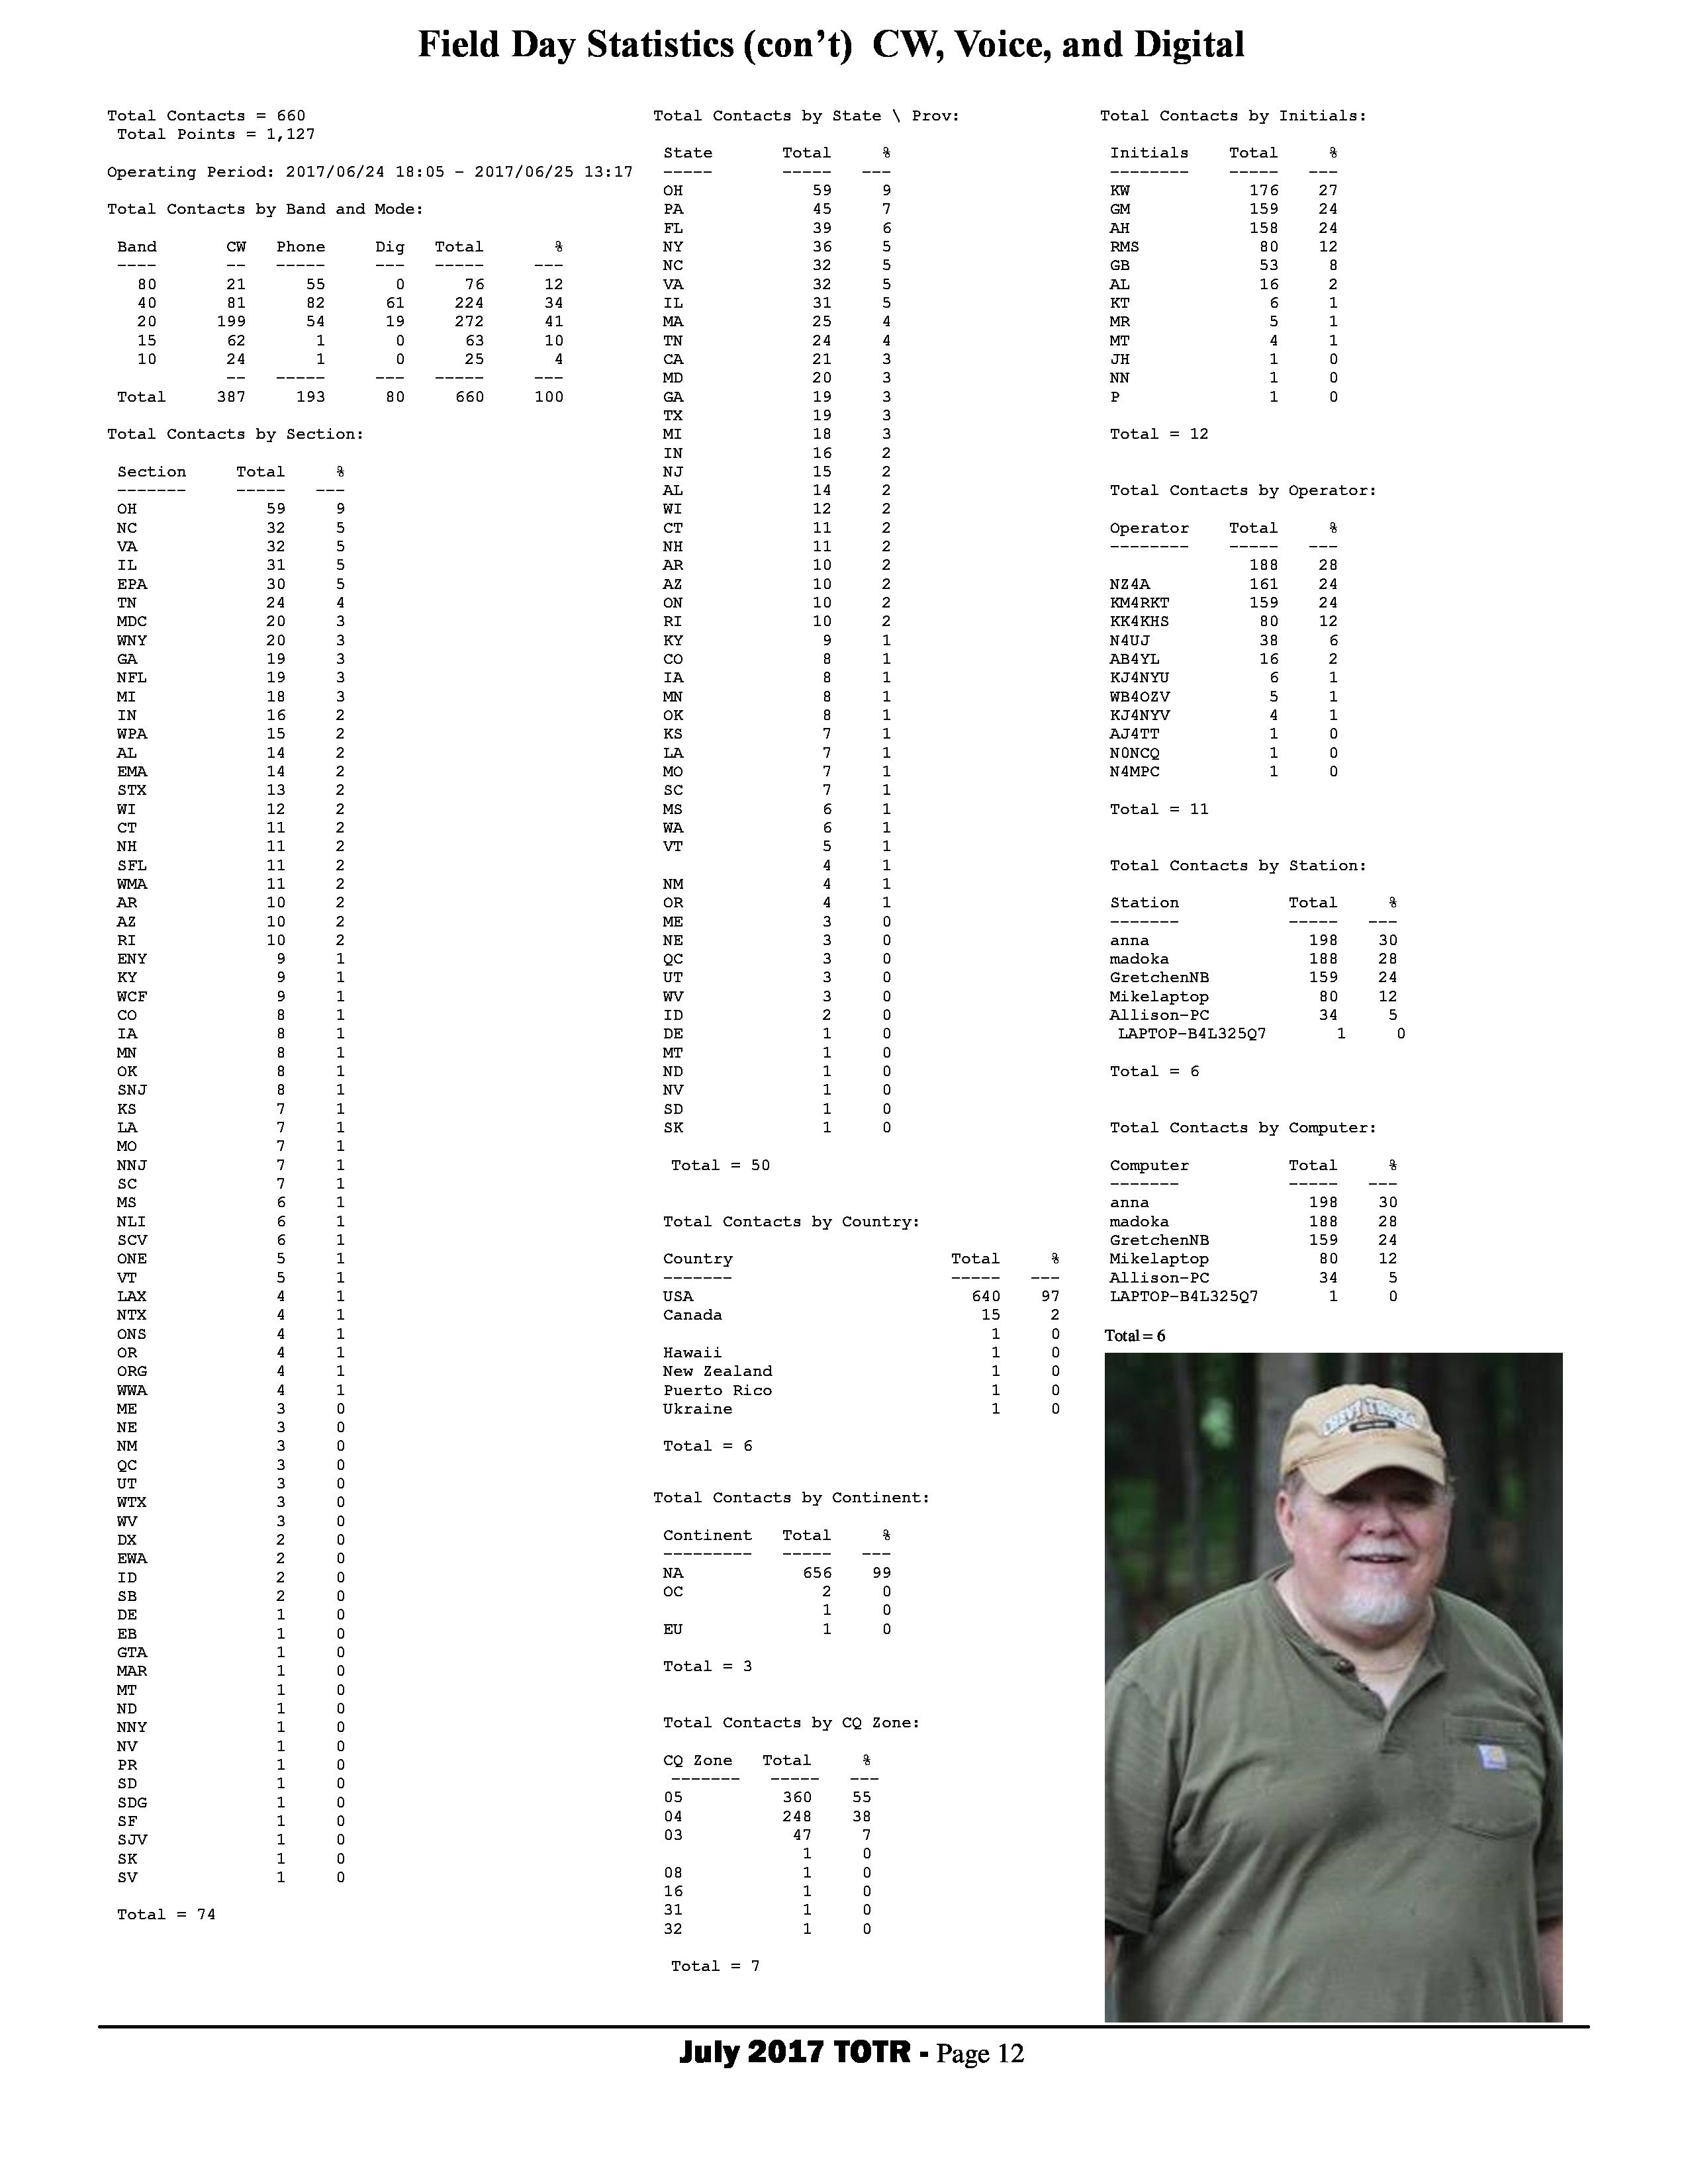 Field Day Statistics (con’t)  CW, Voice, and Digital
Total Contacts = 660
Total Points = 1,127
Operating Period: 2017/06/24 18:05 - 2017/06/25 13:17
Total Contacts by Band and Mode:
Band CW Phone Dig Total %
---- -- ----- --- ----- ---
80 21 55 0 76 12
40 81 82 61 224 34
20 199 54 19 272 41
15 62 1 0 63 10
10 24 1 0 25 4
-- ----- --- ----- ---
Total 387 193 80 660 100
Total Contacts by Section:
Section Total %
------- ----- ---
OH 59 9
NC 32 5
VA 32 5
IL 31 5
EPA 30 5
TN 24 4
MDC 20 3
WNY 20 3
GA 19 3
NFL 19 3
MI 18 3
IN 16 2
WPA 15 2
AL 14 2
EMA 14 2
STX 13 2
WI 12 2
CT 11 2
NH 11 2
SFL 11 2
WMA 11 2
AR 10 2
AZ 10 2
RI 10 2
ENY 9 1
KY 9 1
WCF 9 1
CO 8 1
IA 8 1
MN 8 1
OK 8 1
SNJ 8 1
KS 7 1
LA 7 1
MO 7 1
NNJ 7 1
SC 7 1
MS 6 1
NLI 6 1
SCV 6 1
ONE 5 1
VT 5 1
LAX 4 1
NTX 4 1
ONS 4 1
OR 4 1
ORG 4 1
WWA 4 1
ME 3 0
NE 3 0
NM 3 0
QC 3 0
UT 3 0
WTX 3 0
WV 3 0
DX 2 0
EWA 2 0
ID 2 0
SB 2 0
DE 1 0
EB 1 0
GTA 1 0
MAR 1 0
MT 1 0
ND 1 0
NNY 1 0
NV 1 0
PR 1 0
SD 1 0
SDG 1 0
SF 1 0
SJV 1 0
SK 1 0
SV 1 0
Total = 74
Total Contacts by State \ Prov:
State Total %
----- ----- ---
OH 59 9
PA 45 7
FL 39 6
NY 36 5
NC 32 5
VA 32 5
IL 31 5
MA 25 4
TN 24 4
CA 21 3
MD 20 3
GA 19 3
TX 19 3
MI 18 3
IN 16 2
NJ 15 2
AL 14 2
WI 12 2
CT 11 2
NH 11 2
AR 10 2
AZ 10 2
ON 10 2
RI 10 2
KY 9 1
CO 8 1
IA 8 1
MN 8 1
OK 8 1
KS 7 1
LA 7 1
MO 7 1
SC 7 1
MS 6 1
WA 6 1
VT 5 1
4 1
NM 4 1
OR 4 1
ME 3 0
NE 3 0
QC 3 0
UT 3 0
WV 3 0
ID 2 0
DE 1 0
MT 1 0
ND 1 0
NV 1 0
SD 1 0
SK 1 0
Total = 50
Total Contacts by Country:
Country Total %
------- ----- ---
USA 640 97
Canada 15 2
1 0
Hawaii 1 0
New Zealand 1 0
Puerto Rico 1 0
Ukraine 1 0
Total = 6
Total Contacts by Continent:
Continent Total %
--------- ----- ---
NA 656 99
OC 2 0
1 0
EU 1 0
Total = 3
Total Contacts by CQ Zone:
CQ Zone Total %
------- ----- ---
05 360 55
04 248 38
03 47 7
1 0
08 1 0
16 1 0
31 1 0
32 1 0
Total = 7
Total Contacts by Initials:
Initials Total %
-------- ----- ---
KW 176 27
GM 159 24
AH 158 24
RMS 80 12
GB 53 8
AL 16 2
KT 6 1
MR 5 1
MT 4 1
JH 1 0
NN 1 0
P 1 0
Total = 12
Total Contacts by Operator:
Operator Total %
-------- ----- ---
188 28
NZ4A 161 24
KM4RKT 159 24
KK4KHS 80 12
N4UJ 38 6
AB4YL 16 2
KJ4NYU 6 1
WB4OZV 5 1
KJ4NYV 4 1
AJ4TT 1 0
N0NCQ 1 0
N4MPC 1 0
Total = 11
Total Contacts by Station:
Station Total %
------- ----- ---
anna 198 30
madoka 188 28
GretchenNB 159 24
Mikelaptop 80 12
Allison-PC 34 5
LAPTOP-B4L325Q7 1 0
Total = 6
Total Contacts by Computer:
Computer Total %
------- ----- ---
anna 198 30
madoka 188 28
GretchenNB 159 24
Mikelaptop 80 12
Allison-PC 34 5
LAPTOP-B4L325Q7 1 0
Total = 6
July 2017 TOTR - Page 12